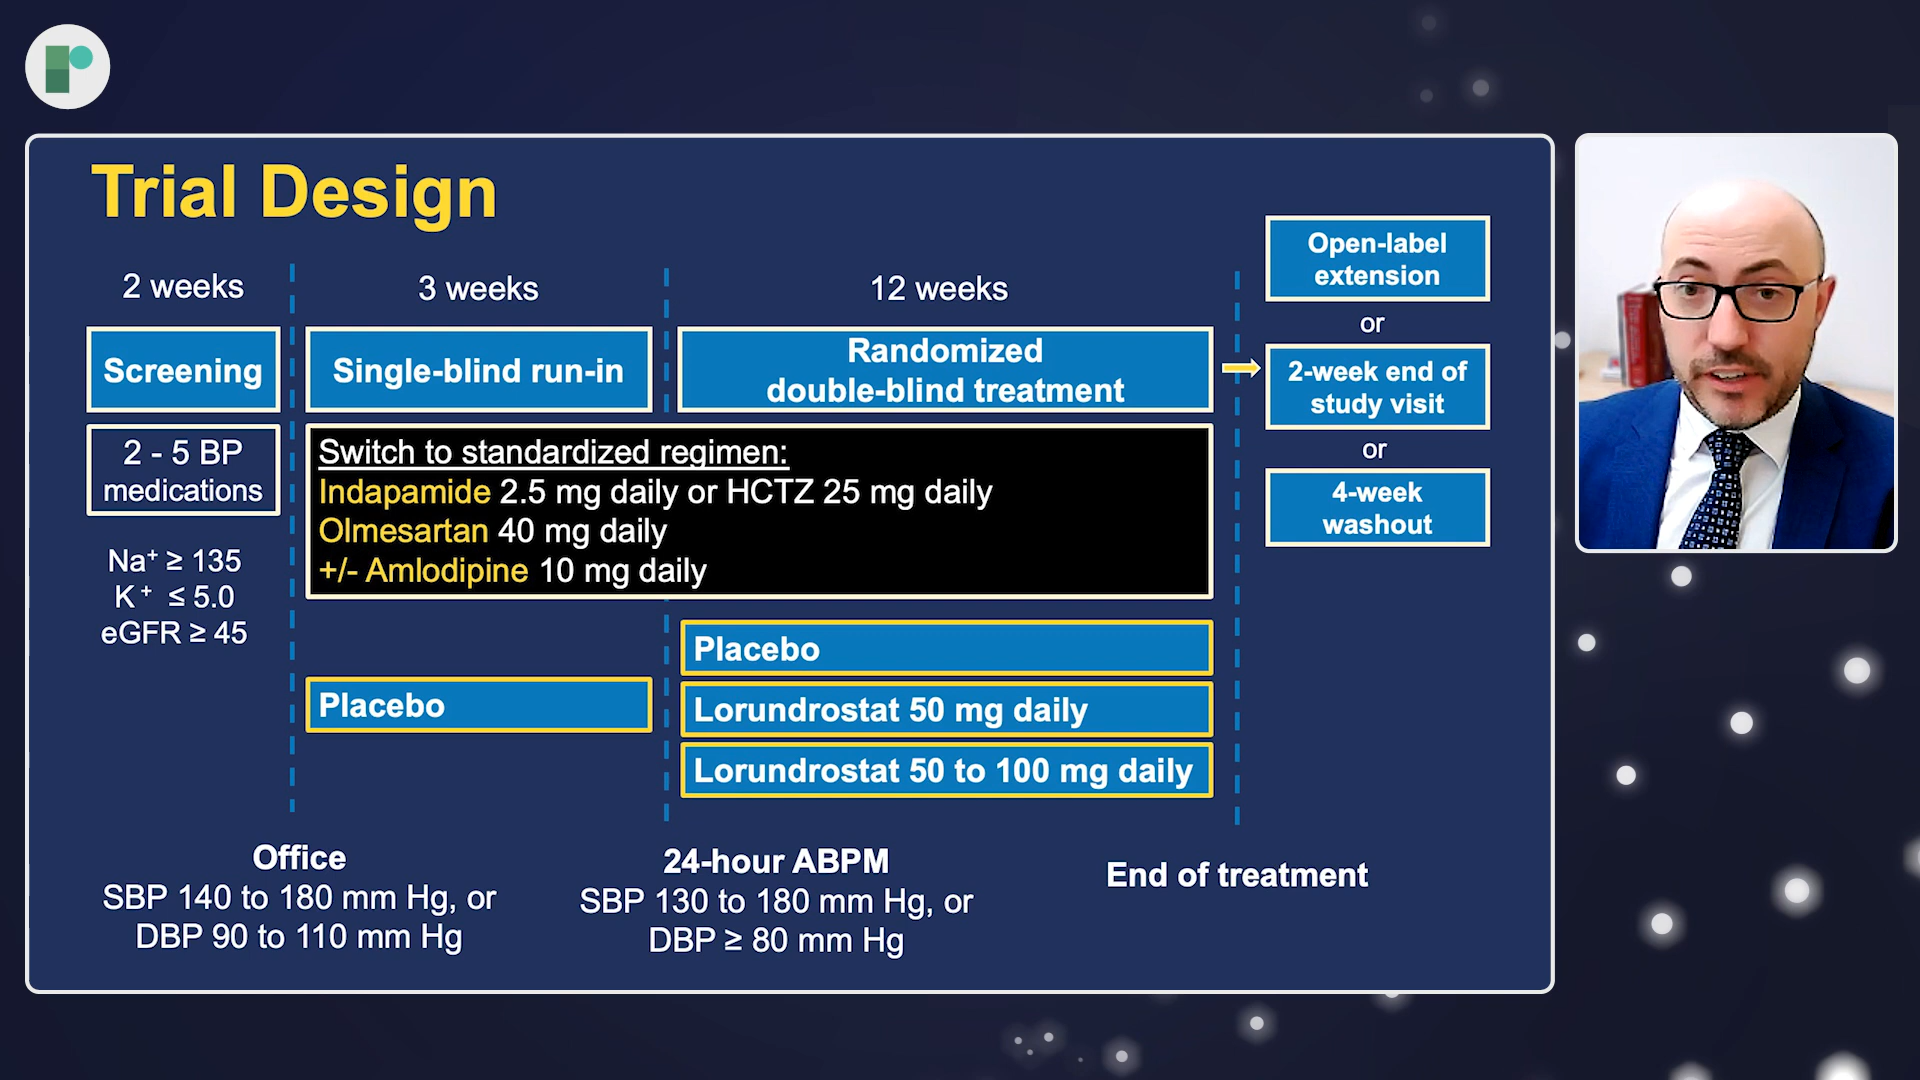 Trial Design
2 weeks
3 weeks
12 weeks
Screening
Single-blind run-in
Randomized
double-blind treatment
Open-label
extension
or
2-week end of
study visit
or
4-week
washout
2 - 5 BP
medications
Na⁺ ≥ 135
K⁺ ≤ 5.0
eGFR ≥ 45
Switch to standardized regimen:
Indapamide 2.5 mg daily or HCTZ 25 mg daily
Olmesartan 40 mg daily
+/- Amlodipine 10 mg daily
Placebo
Placebo
Lorundrostat 50 mg daily
Lorundrostat 50 to 100 mg daily
Office
SBP 140 to 180 mm Hg, or
DBP 90 to 110 mm Hg
24-hour ABPM
SBP 130 to 180 mm Hg, or
DBP ≥ 80 mm Hg
End of treatment